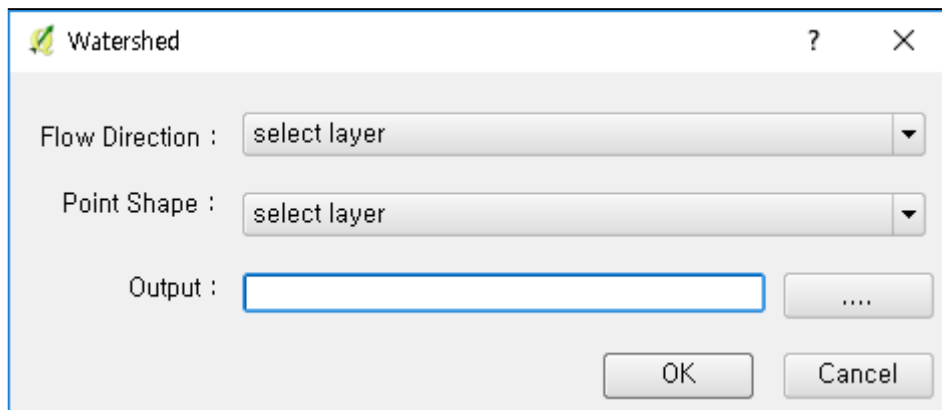 Watershed ?
Flow Direction : select layer
Point Shape : select layer
Output : ....
OK Cancel